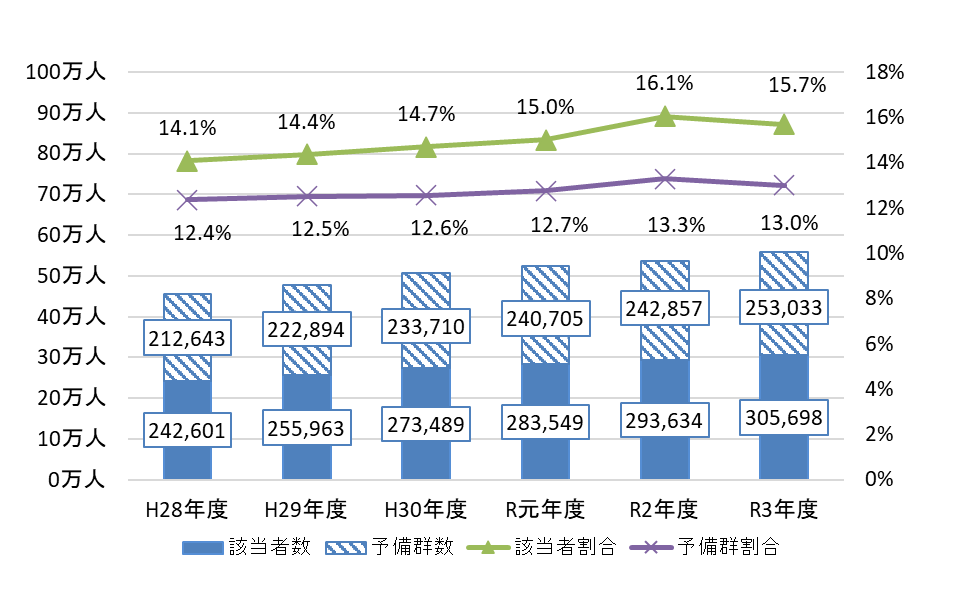 100万人
90万人
80万人
70万人
60万人
50万人
40万人
30万人
20万人
10万人
0万人
18%
16%
14%
12%
10%
8%
6%
4%
2%
0%
14.1% 14.4% 14.7% 15.0% 16.1% 15.7%
12.4% 12.5% 12.6% 12.7% 13.3% 13.0%
212,643 222,894 233,710 240,705 242,857 253,033
242,601 255,963 273,489 283,549 293,634 305,698
H28年度 H29年度 H30年度 R元年度 R2年度 R3年度
該当者数 予備群数 該当者割合 予備群割合